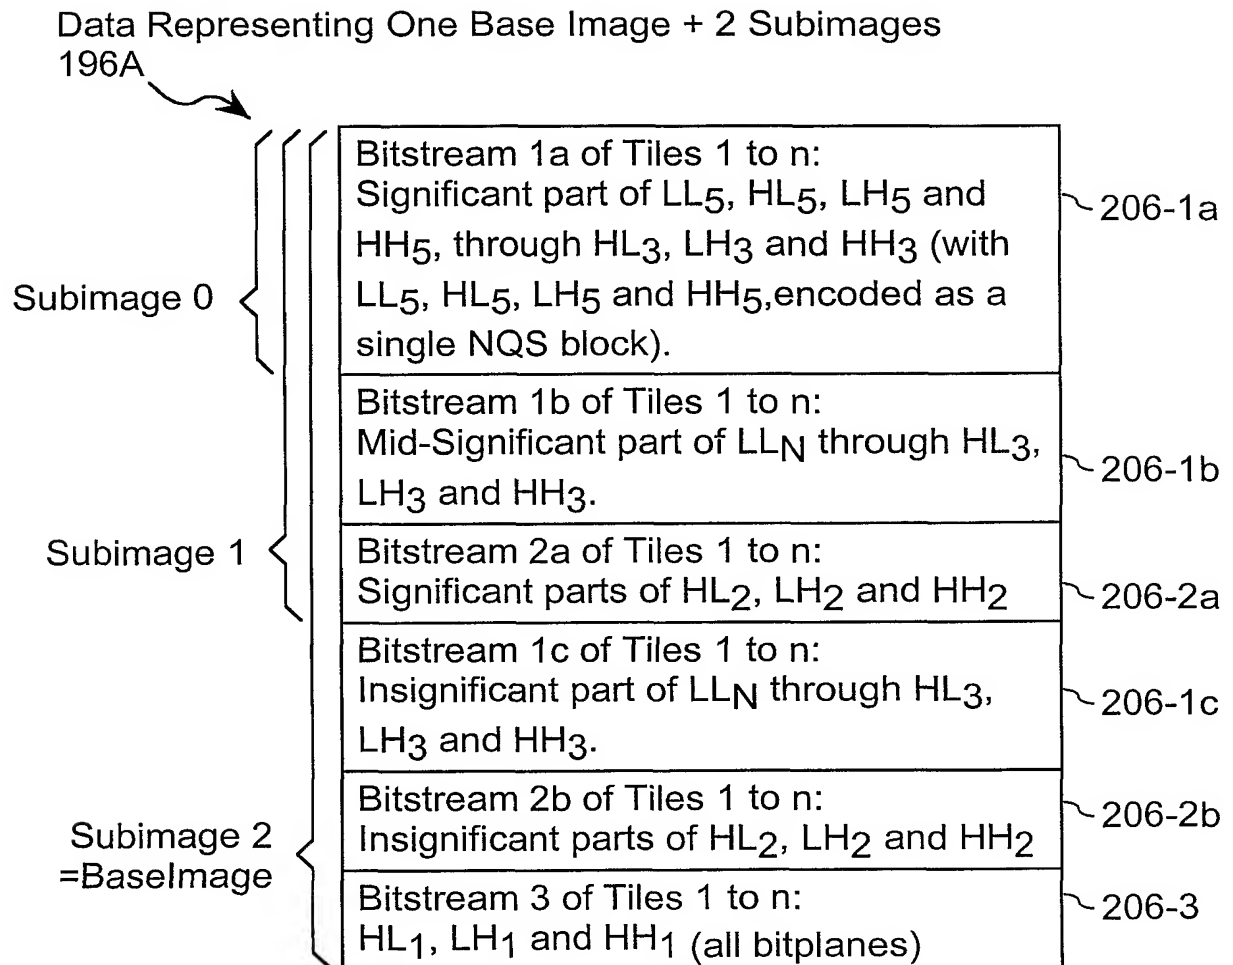 Data Representing One Base Image + 2 Subimages
196A
Bitstream 1a of Tiles 1 to n:
Significant part of LL5, HL5, LH5 and
HH5, through HL3, LH3 and HH3 (with
LL5, HL5, LH5 and HH5,encoded as a
single NQS block).
206-1a
Subimage 0
Bitstream 1b of Tiles 1 to n:
Mid-Significant part of LLN through HL3,
LH3 and HH3.
206-1b
Subimage 1
Bitstream 2a of Tiles 1 to n:
Significant parts of HL2, LH2 and HH2
206-2a
Bitstream 1c of Tiles 1 to n:
Insignificant part of LLN through HL3,
LH3 and HH3.
206-1c
Bitstream 2b of Tiles 1 to n:
Insignificant parts of HL2, LH2 and HH2
206-2b
Subimage 2
=BaseImage
Bitstream 3 of Tiles 1 to n:
HL1, LH1 and HH1 (all bitplanes)
206-3